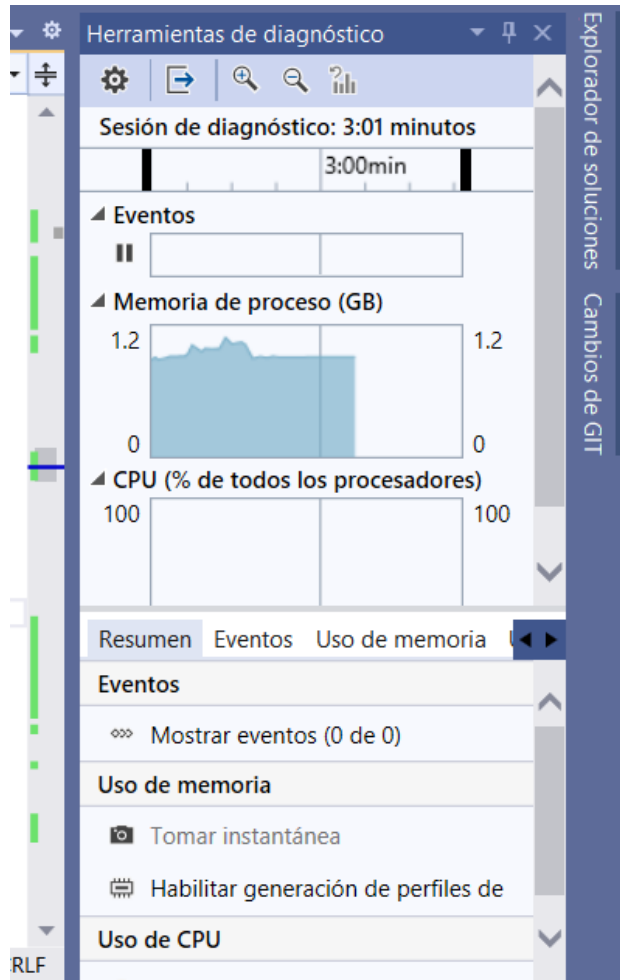 Herramientas de diagnóstico
Sesión de diagnóstico: 3:01 minutos
3:00min
Eventos
Memoria de proceso (GB)
1.2 1.2
0 0
CPU (% de todos los procesadores)
100 100
Resumen Eventos Uso de memoria
Eventos
Mostrar eventos (0 de 0)
Uso de memoria
Tomar instantánea
Habilitar generación de perfiles de
Uso de CPU
RLF
Explorador de soluciones
Cambios de GIT